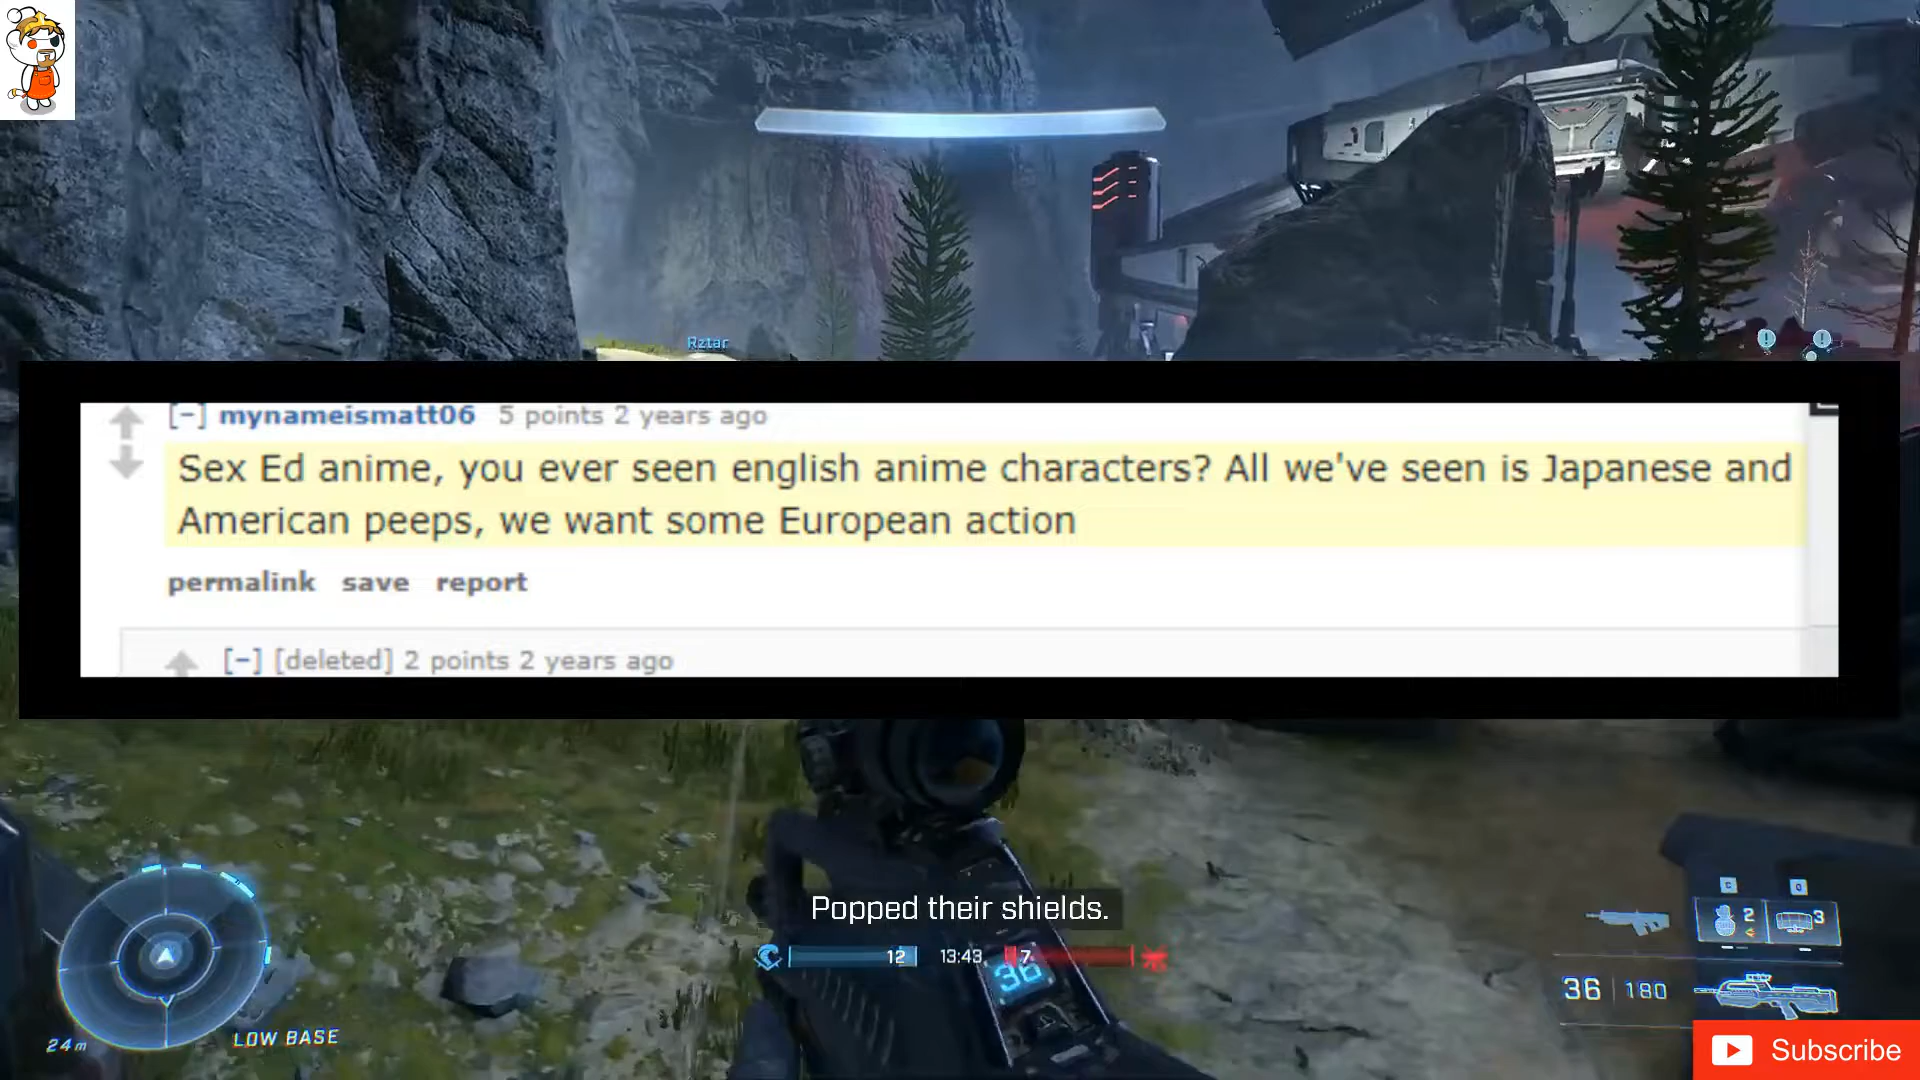 Rztar
[-] mynameismatt06 5 points 2 years ago
Sex Ed anime, you ever seen english anime characters? All we've seen is Japanese and
American peeps, we want some European action
permalink save report
[-] [deleted] 2 points 2 years ago
Popped their shields.
12 13:43 7
36
C Q
2 3
36 180
24m
LOW BASE
Subscribe